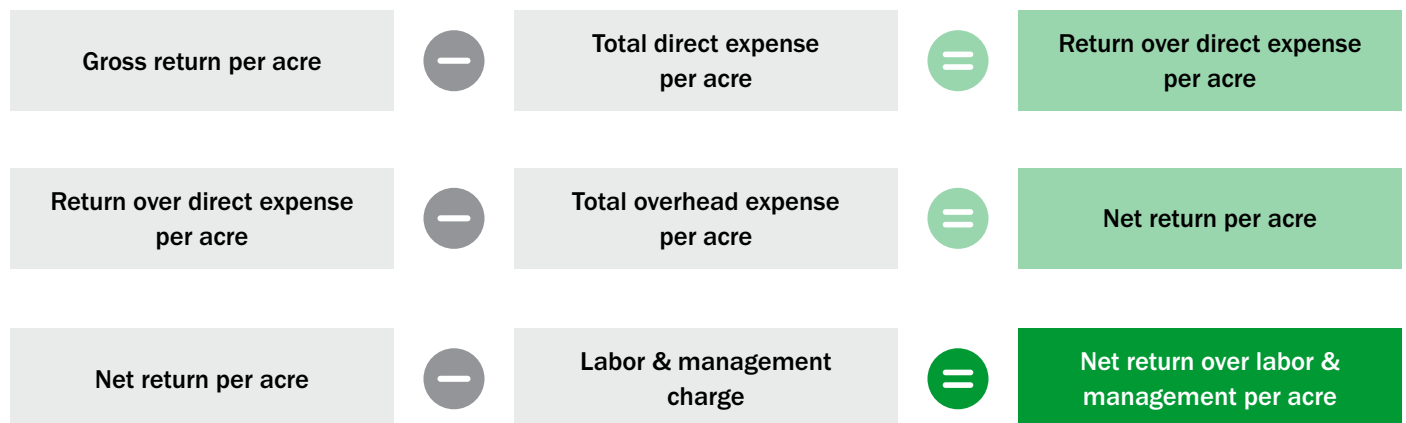 Gross return per acre
Total direct expense
per acre
Return over direct expense
per acre
Return over direct expense
per acre
Total overhead expense
per acre
Net return per acre
Net return per acre
Labor & management
charge
Net return over labor &
management per acre